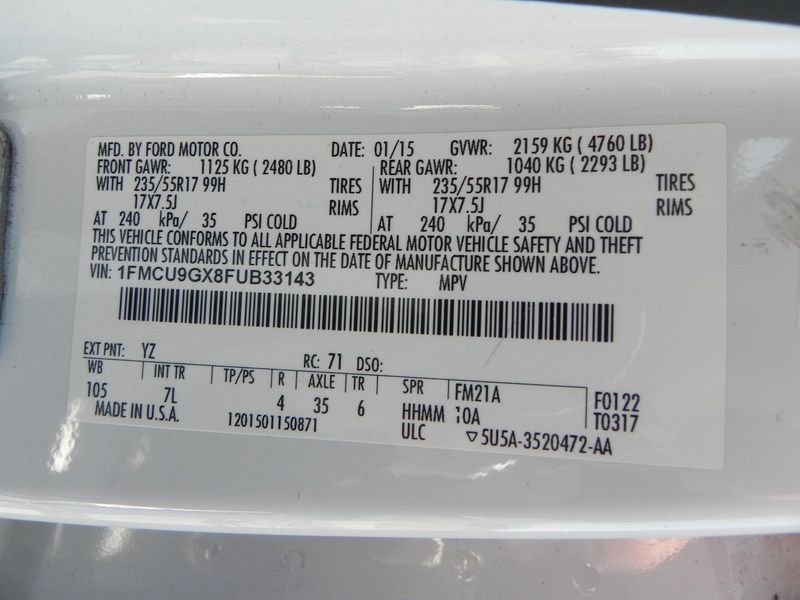 MFD. BY FORD MOTOR CO. DATE: 01/15 GVWR: 2159 KG ( 4760 LB)
FRONT GAWR: 1125 KG ( 2480 LB) REAR GAWR: 1040 KG ( 2293 LB)
WITH 235/55R17 99H TIRES WITH 235/55R17 99H TIRES
17X7.5J RIMS 17X7.5J RIMS
AT 240 kPa/ 35 PSI COLD AT 240 kPa/ 35 PSI COLD
THIS VEHICLE CONFORMS TO ALL APPLICABLE FEDERAL MOTOR VEHICLE SAFETY AND THEFT
PREVENTION STANDARDS IN EFFECT ON THE DATE OF MANUFACTURE SHOWN ABOVE.
VIN: 1FMCU9GX8FUB33143 TYPE: MPV
EXT PNT: YZ RC: 71 DSO:
WB INT TR TP/PS R AXLE TR SPR FM21A F0122
105 7L 4 35 6 HHMM 10A T0317
MADE IN U.S.A. 1201501150871 ULC ▽5U5A-3520472-AA